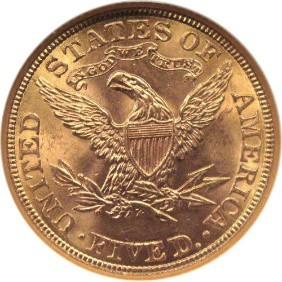 UNITED STATES OF AMERICA
IN GOD WE TRUST
· FIVE D. ·